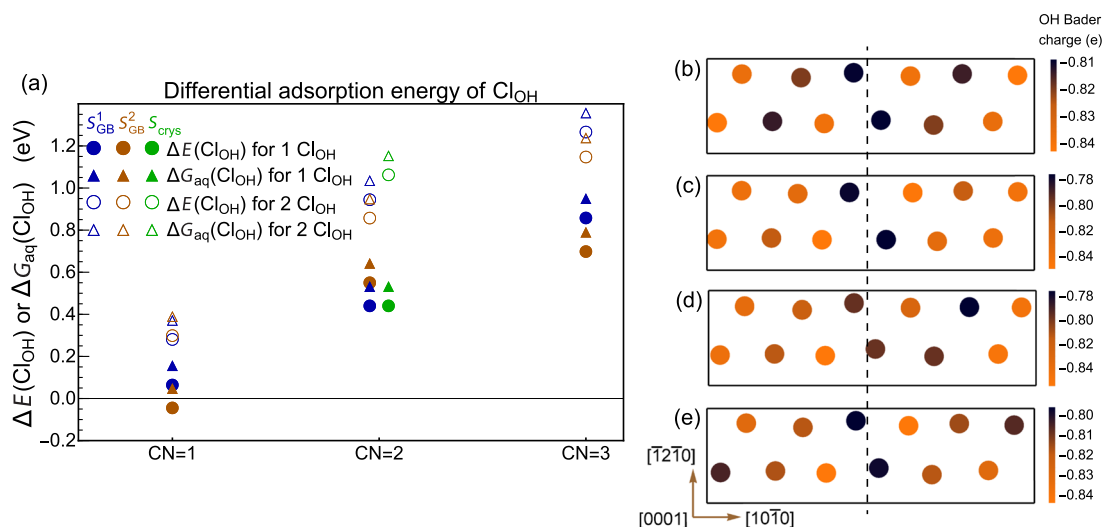 (a)
Differential adsorption energy of Cl_OH
ΔE(Cl_OH) or ΔG_aq(Cl_OH) (eV)
S¹_GB S²_GB S_crys
ΔE(Cl_OH) for 1 Cl_OH
ΔG_aq(Cl_OH) for 1 Cl_OH
ΔE(Cl_OH) for 2 Cl_OH
ΔG_aq(Cl_OH) for 2 Cl_OH
1.2
1.0
0.8
0.6
0.4
0.2
0.0
−0.2
CN=1 CN=2 CN=3
OH Bader
charge (e)
(b)
−0.81
−0.82
−0.83
−0.84
(c)
−0.78
−0.80
−0.82
−0.84
(d)
−0.78
−0.80
−0.82
−0.84
(e)
−0.80
−0.81
−0.82
−0.83
−0.84
[1̅21̅0]
[0001] [101̅0]